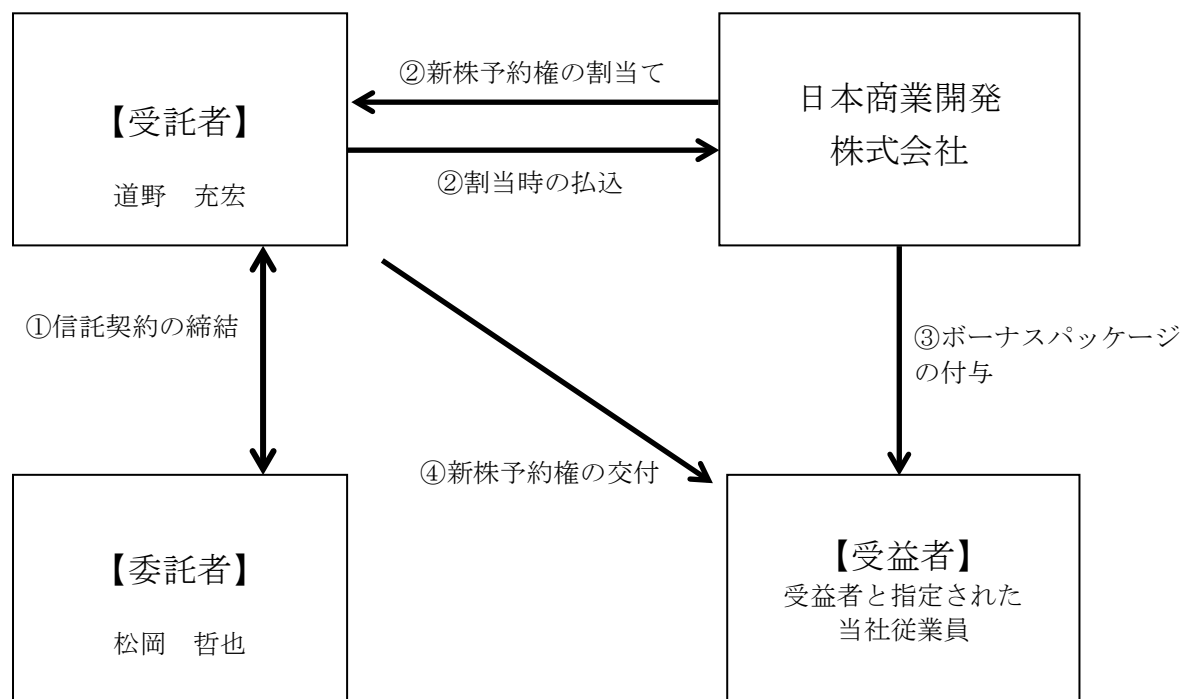 ②新株予約権の割当て
日本商業開発
株式会社
【受託者】
道野　充宏
②割当時の払込
①信託契約の締結
③ボーナスパッケージ
の付与
④新株予約権の交付
【委託者】
松岡　哲也
【受益者】
受益者と指定された
当社従業員